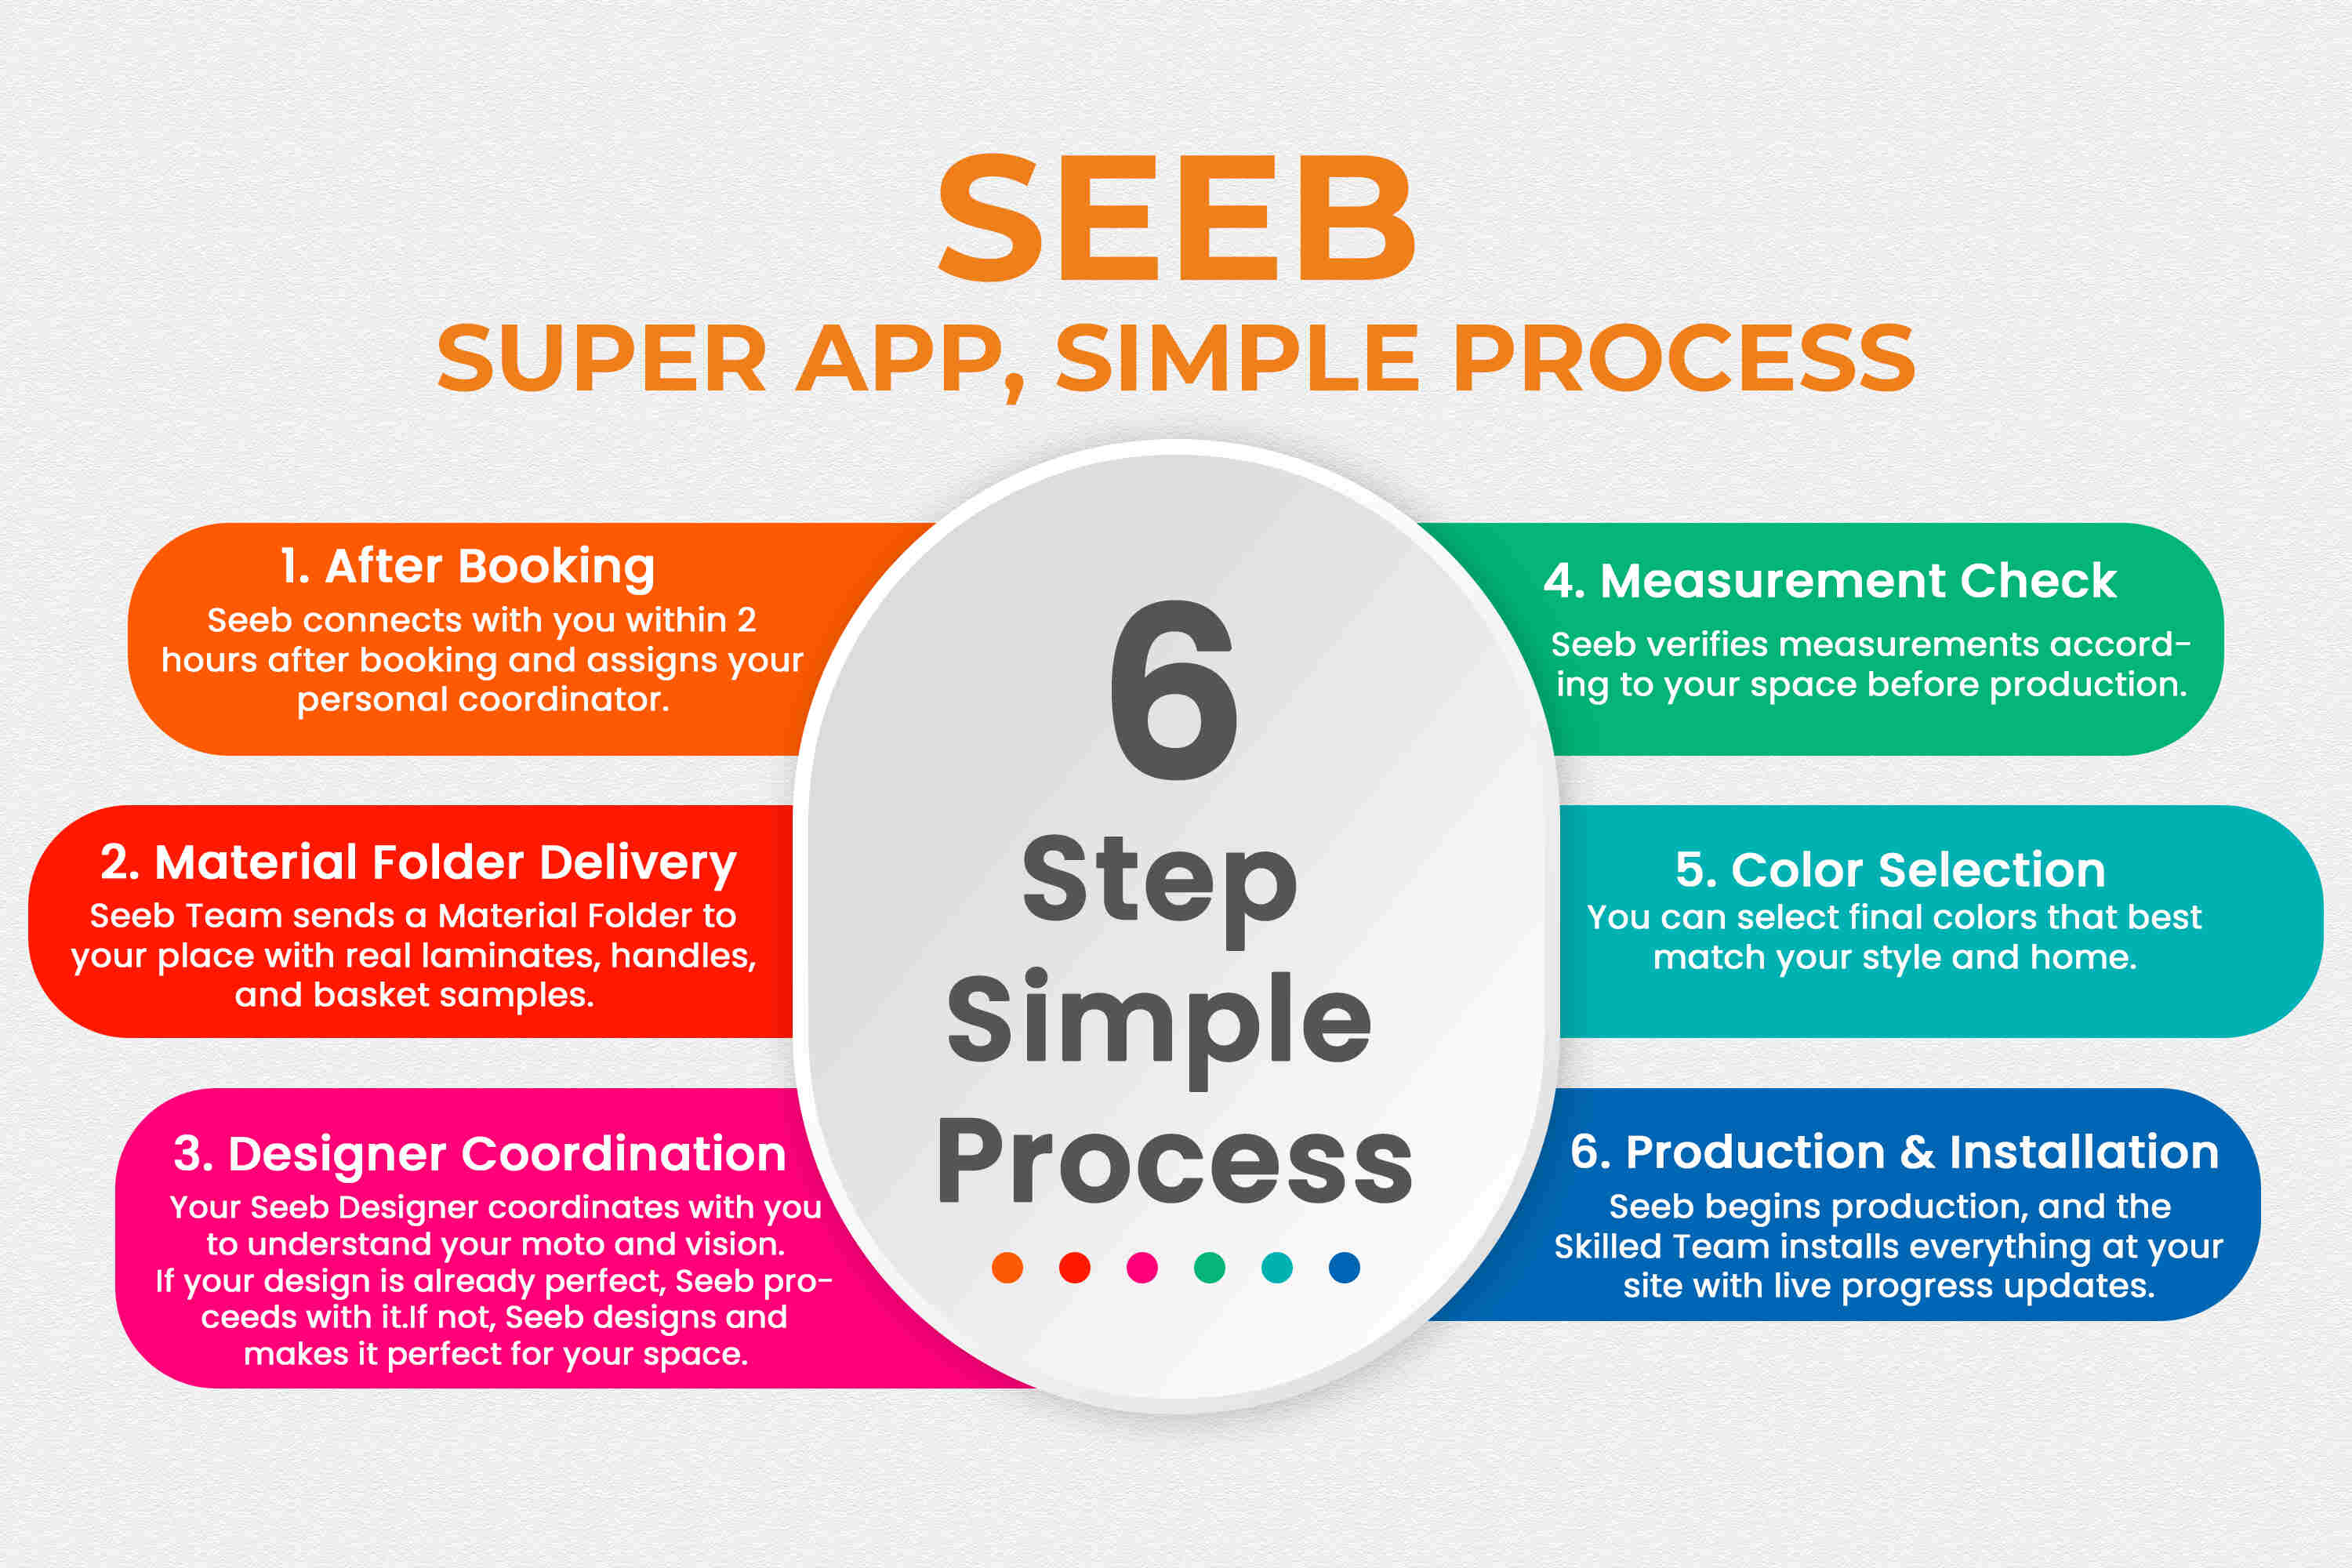 SEEB
SUPER APP, SIMPLE PROCESS
1. After Booking
Seeb connects with you within 2
hours after booking and assigns your
personal coordinator.
2. Material Folder Delivery
Seeb Team sends a Material Folder to
your place with real laminates, handles,
and basket samples.
3. Designer Coordination
Your Seeb Designer coordinates with you
to understand your moto and vision.
If your design is already perfect, Seeb pro-
ceeds with it.If not, Seeb designs and
makes it perfect for your space.
6
Step
Simple
Process
4. Measurement Check
Seeb verifies measurements accord-
ing to your space before production.
5. Color Selection
You can select final colors that best
match your style and home.
6. Production & Installation
Seeb begins production, and the
Skilled Team installs everything at your
site with live progress updates.